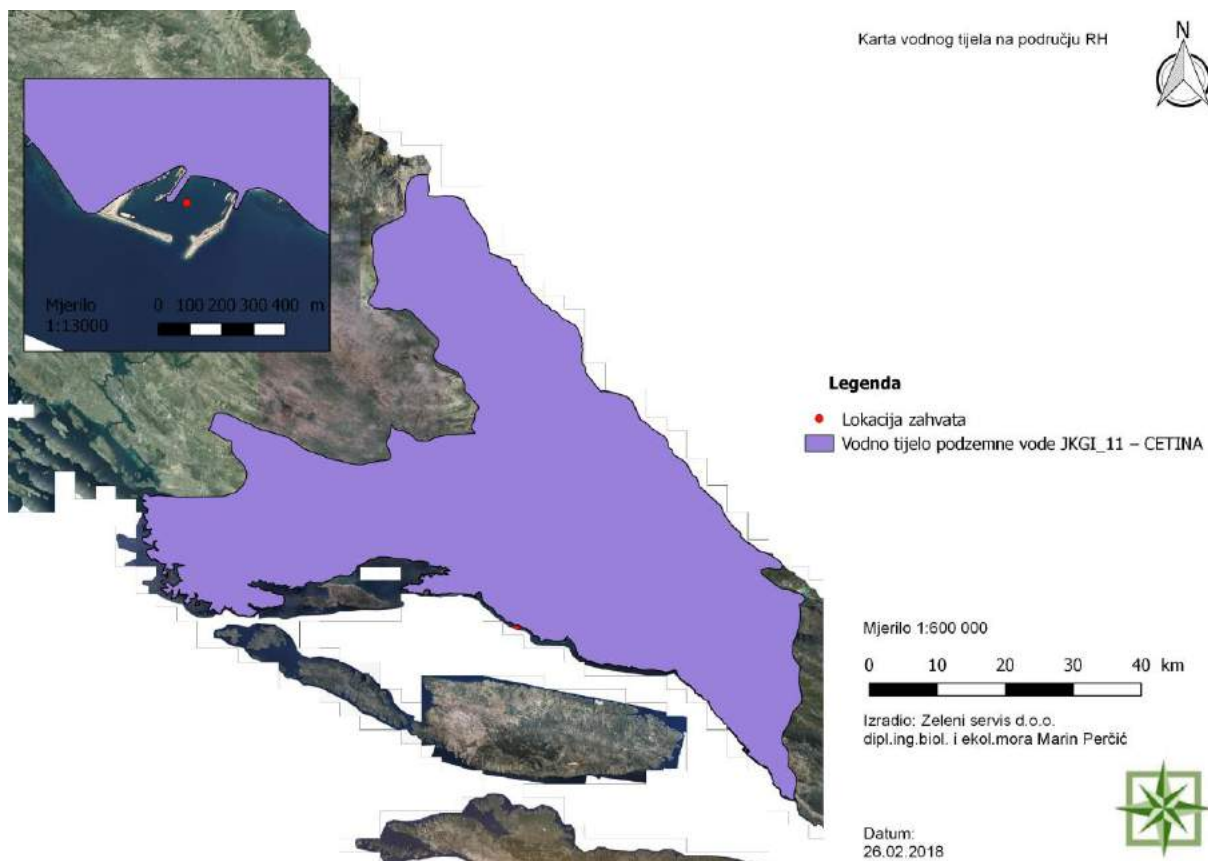 Karta vodnog tijela na području RH
N
Mjerilo
1:13000
0 100 200 300 400 m
Legenda
Lokacija zahvata
Vodno tijelo podzemne vode JKGI_11 – CETINA
Mjerilo 1:600 000
0 10 20 30 40 km
Izradio: Zeleni servis d.o.o.
dipl.ing.biol. i ekol.mora Marin Perčić
Datum:
26.02.2018